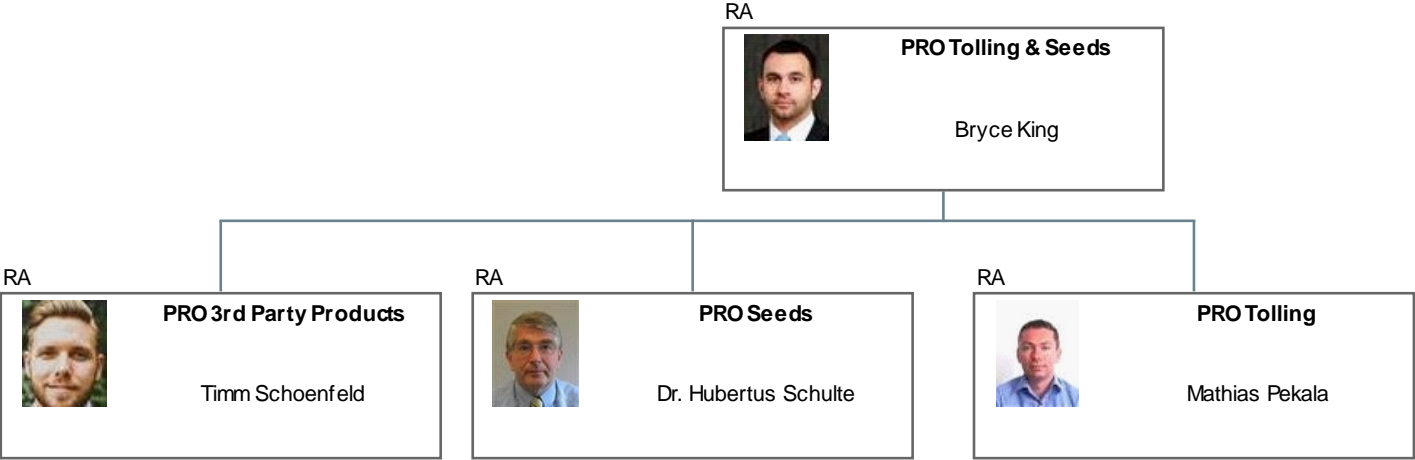 RA
PRO Tolling & Seeds
Bryce King
RA
PRO 3rd Party Products
Timm Schoenfeld
RA
PRO Seeds
Dr. Hubertus Schulte
RA
PRO Tolling
Mathias Pekala